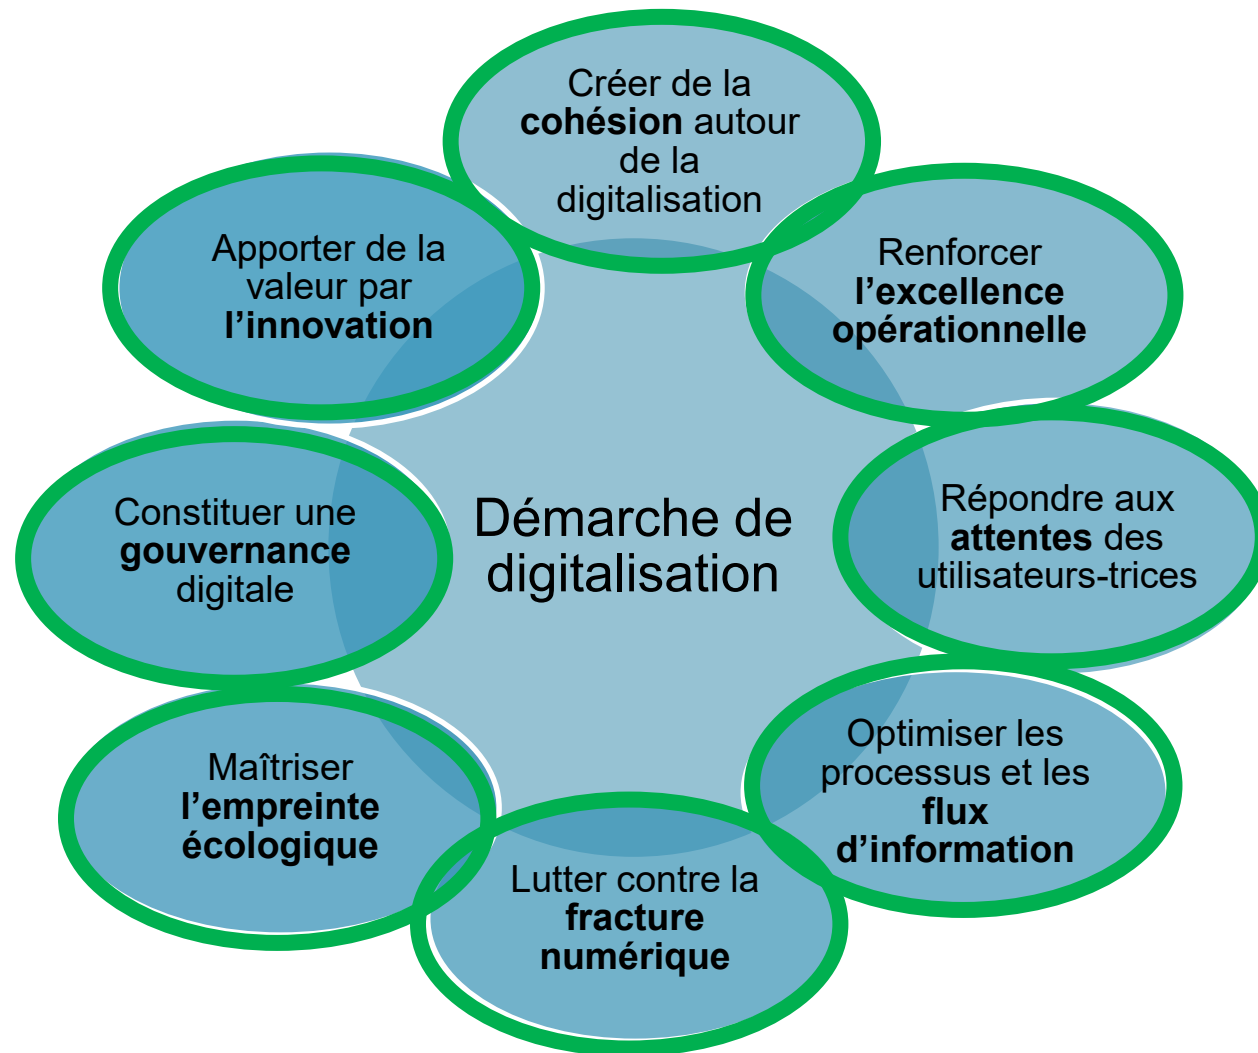 Créer de la
cohésion autour
de la
digitalisation
Renforcer
l’excellence
opérationnelle
Répondre aux
attentes des
utilisateurs-trices
Optimiser les
processus et les
flux
d’information
Lutter contre la
fracture
numérique
Maîtriser
l’empreinte
écologique
Constituer une
gouvernance
digitale
Apporter de la
valeur par
l’innovation
Démarche de
digitalisation